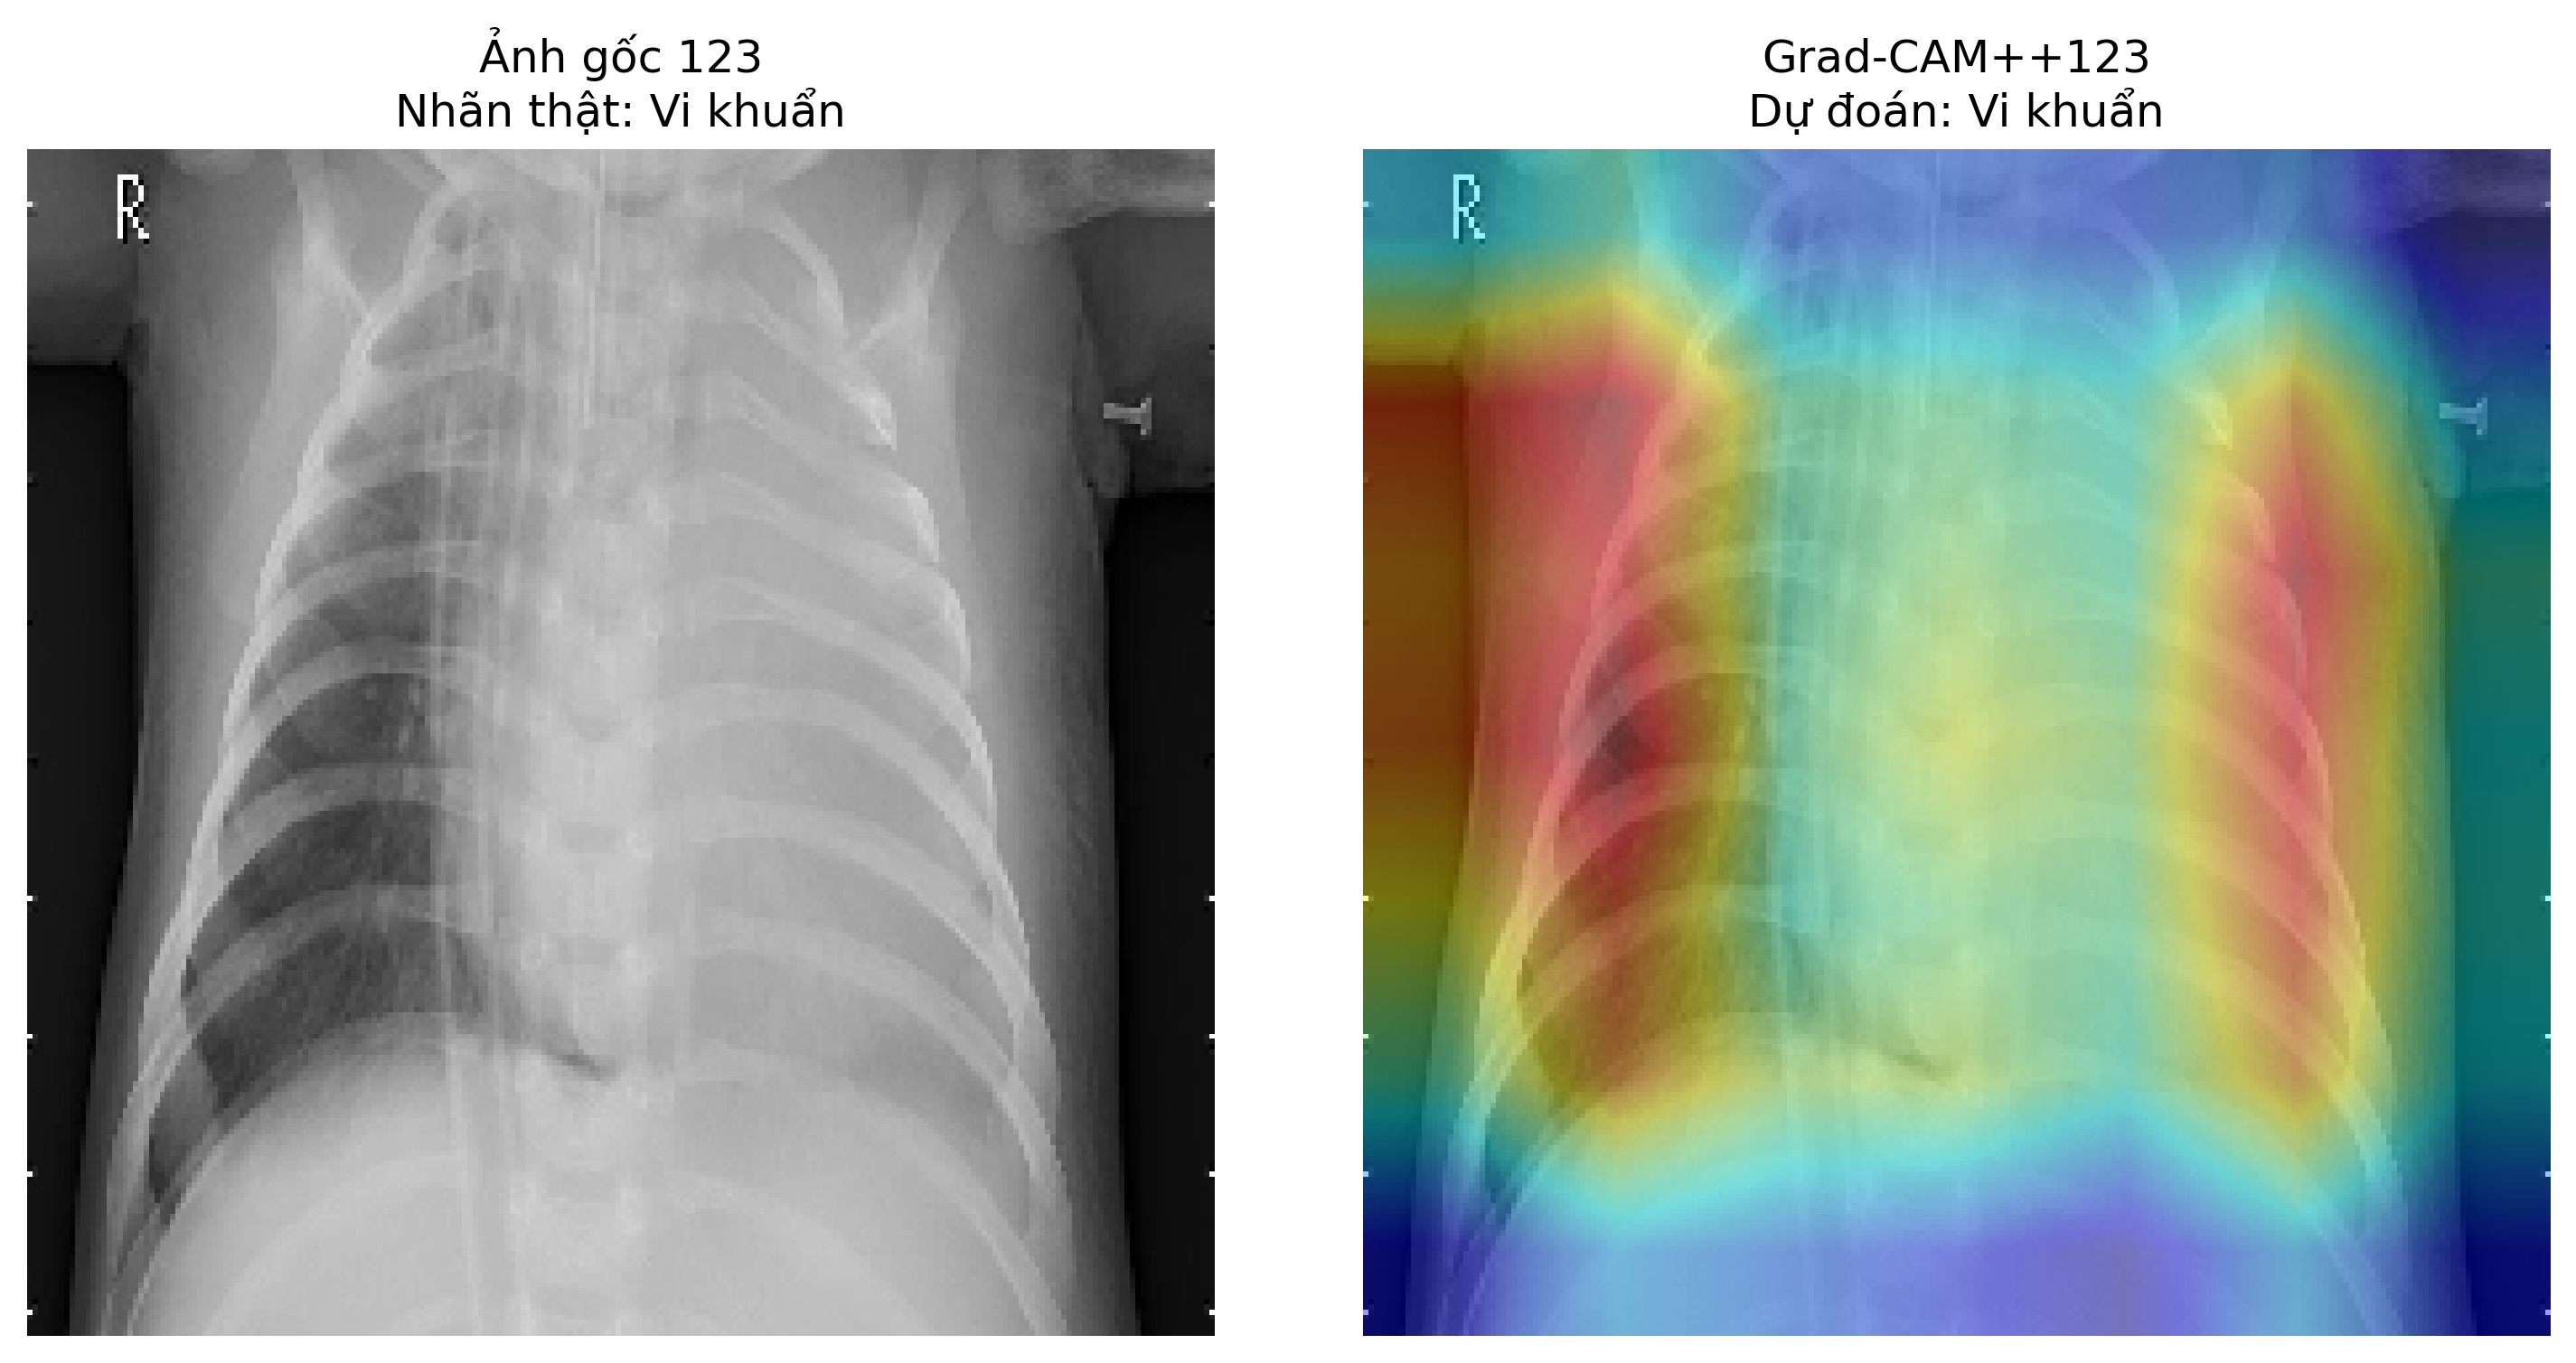 Ảnh gốc 123
Nhãn thật: Vi khuẩn
R
Grad-CAM++123
Dự đoán: Vi khuẩn
R